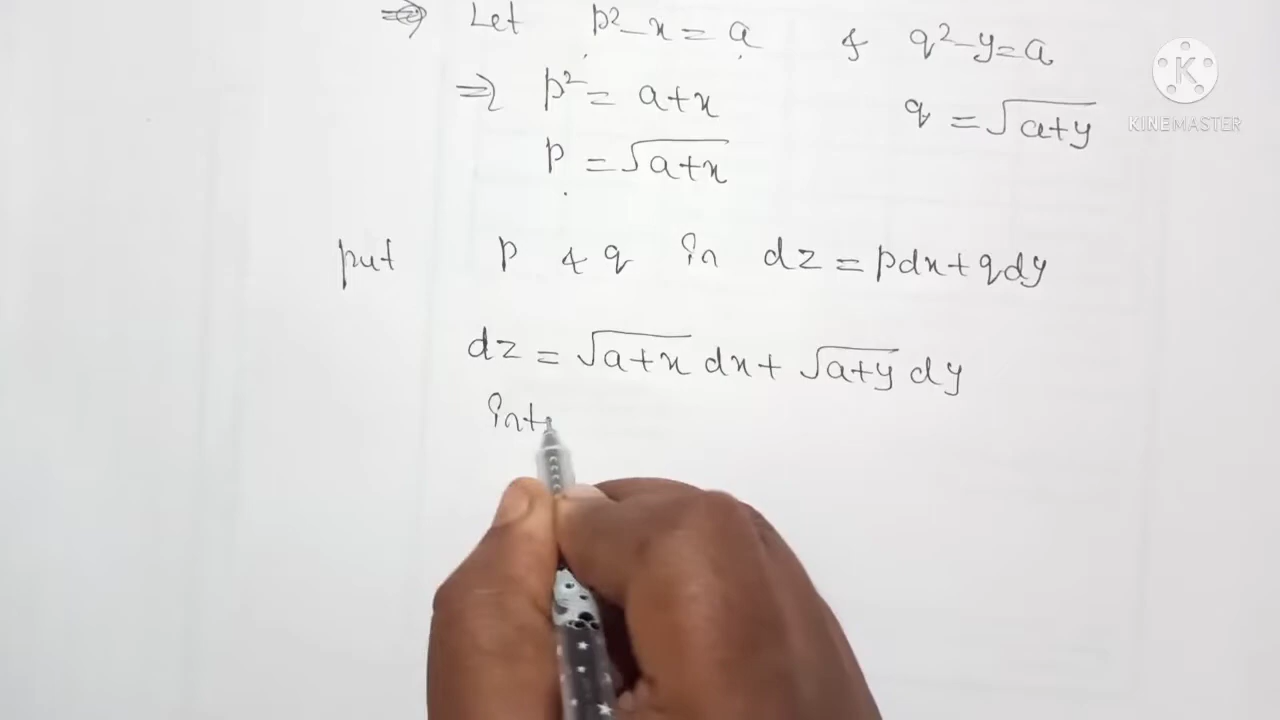 ⇒ Let p²-x=a & q²-y=a
⇒ p²= a+x q =√a+y
p =√a+x
put p & q in dz=pdx+qdy
dz=√a+x dx+√a+y dy
int
K
KINEMASTER